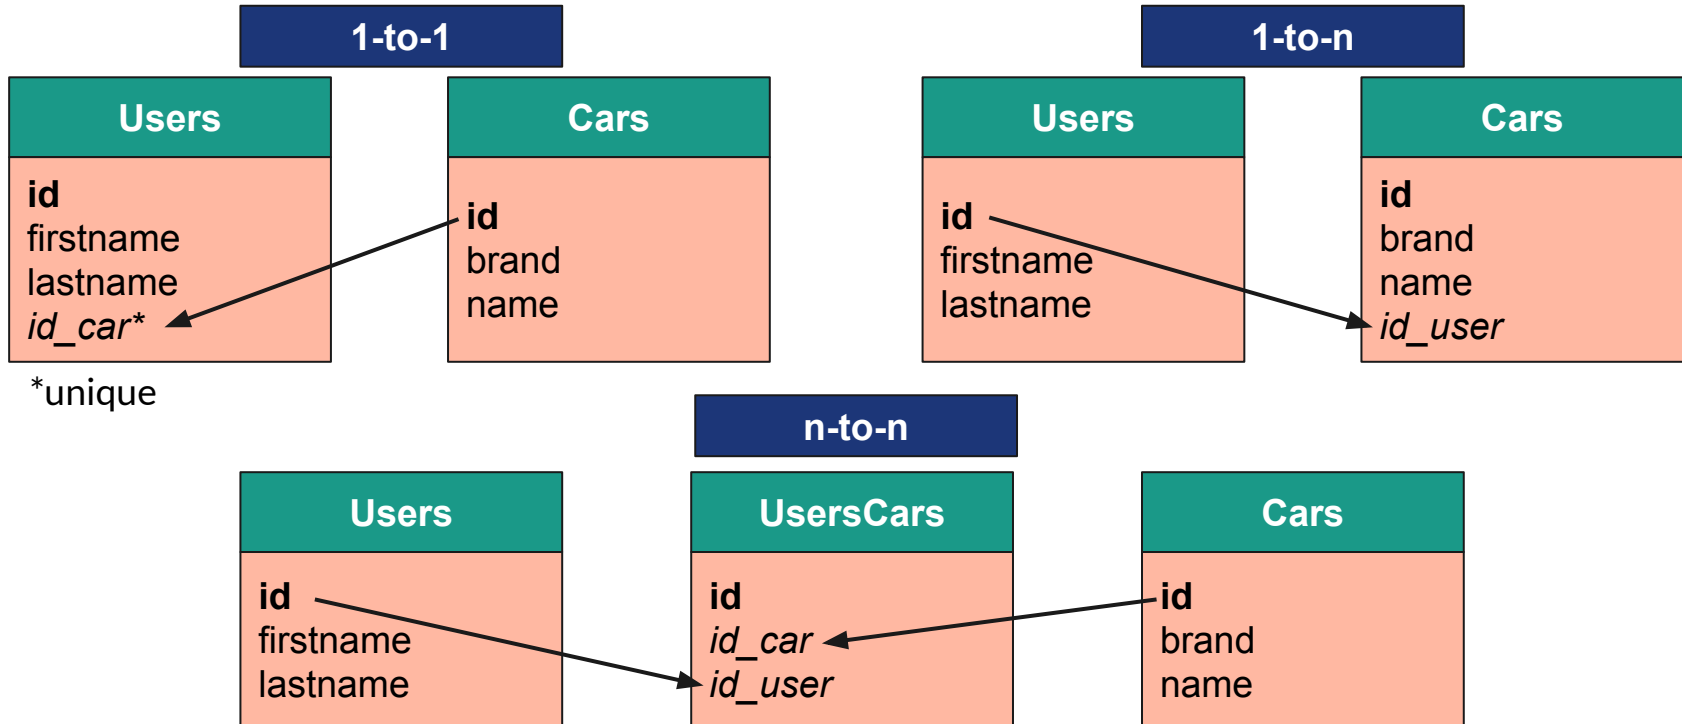 1-to-1
Users
id
firstname
lastname
id_car*
*unique
Cars
id
brand
name
1-to-n
Users
id
firstname
lastname
Cars
id
brand
name
id_user
n-to-n
Users
id
firstname
lastname
UsersCars
id
id_car
id_user
Cars
id
brand
name